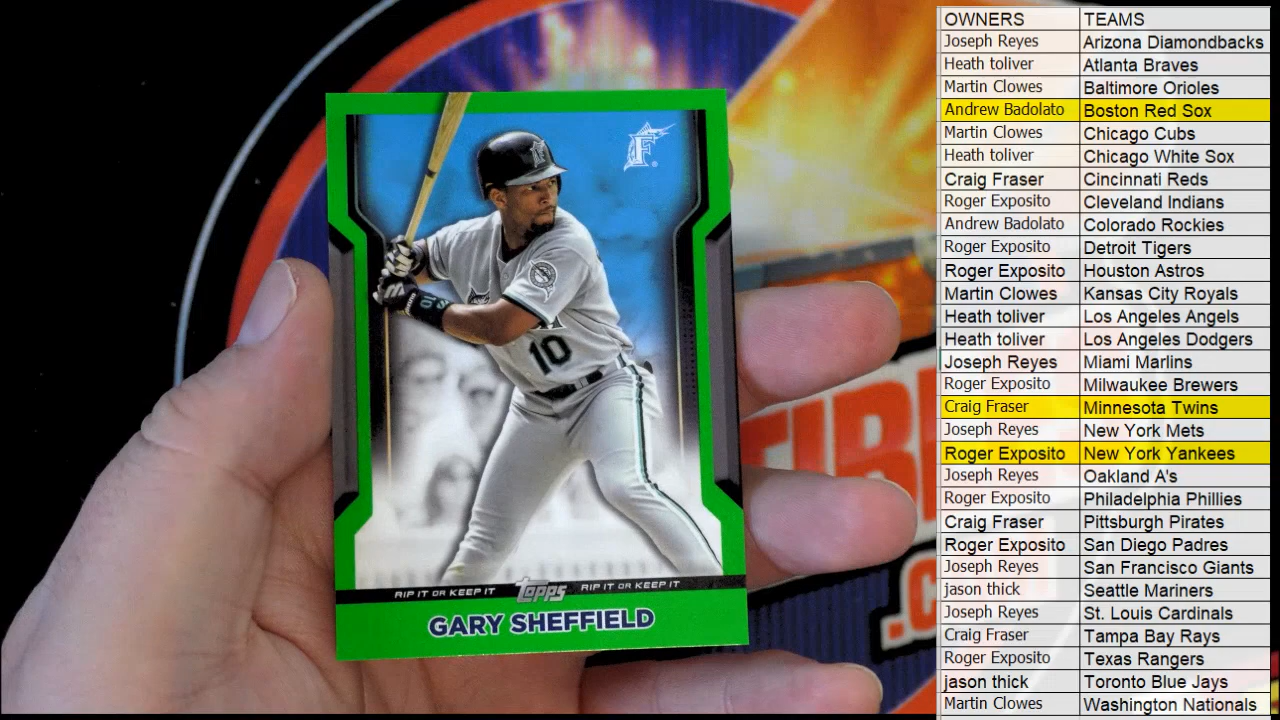 F
10
RIP IT OR KEEP IT Topps RIP IT OR KEEP IT
GARY SHEFFIELD
OWNERS TEAMS
Joseph Reyes Arizona Diamondbacks
Heath toliver Atlanta Braves
Martin Clowes Baltimore Orioles
Andrew Badolato Boston Red Sox
Martin Clowes Chicago Cubs
Heath toliver Chicago White Sox
Craig Fraser Cincinnati Reds
Roger Exposito Cleveland Indians
Andrew Badolato Colorado Rockies
Roger Exposito Detroit Tigers
Roger Exposito Houston Astros
Martin Clowes Kansas City Royals
Heath toliver Los Angeles Angels
Heath toliver Los Angeles Dodgers
Joseph Reyes Miami Marlins
Roger Exposito Milwaukee Brewers
Craig Fraser Minnesota Twins
Joseph Reyes New York Mets
Roger Exposito New York Yankees
Joseph Reyes Oakland A's
Roger Exposito Philadelphia Phillies
Craig Fraser Pittsburgh Pirates
Roger Exposito San Diego Padres
Joseph Reyes San Francisco Giants
jason thick Seattle Mariners
Joseph Reyes St. Louis Cardinals
Craig Fraser Tampa Bay Rays
Roger Exposito Texas Rangers
jason thick Toronto Blue Jays
Martin Clowes Washington Nationals